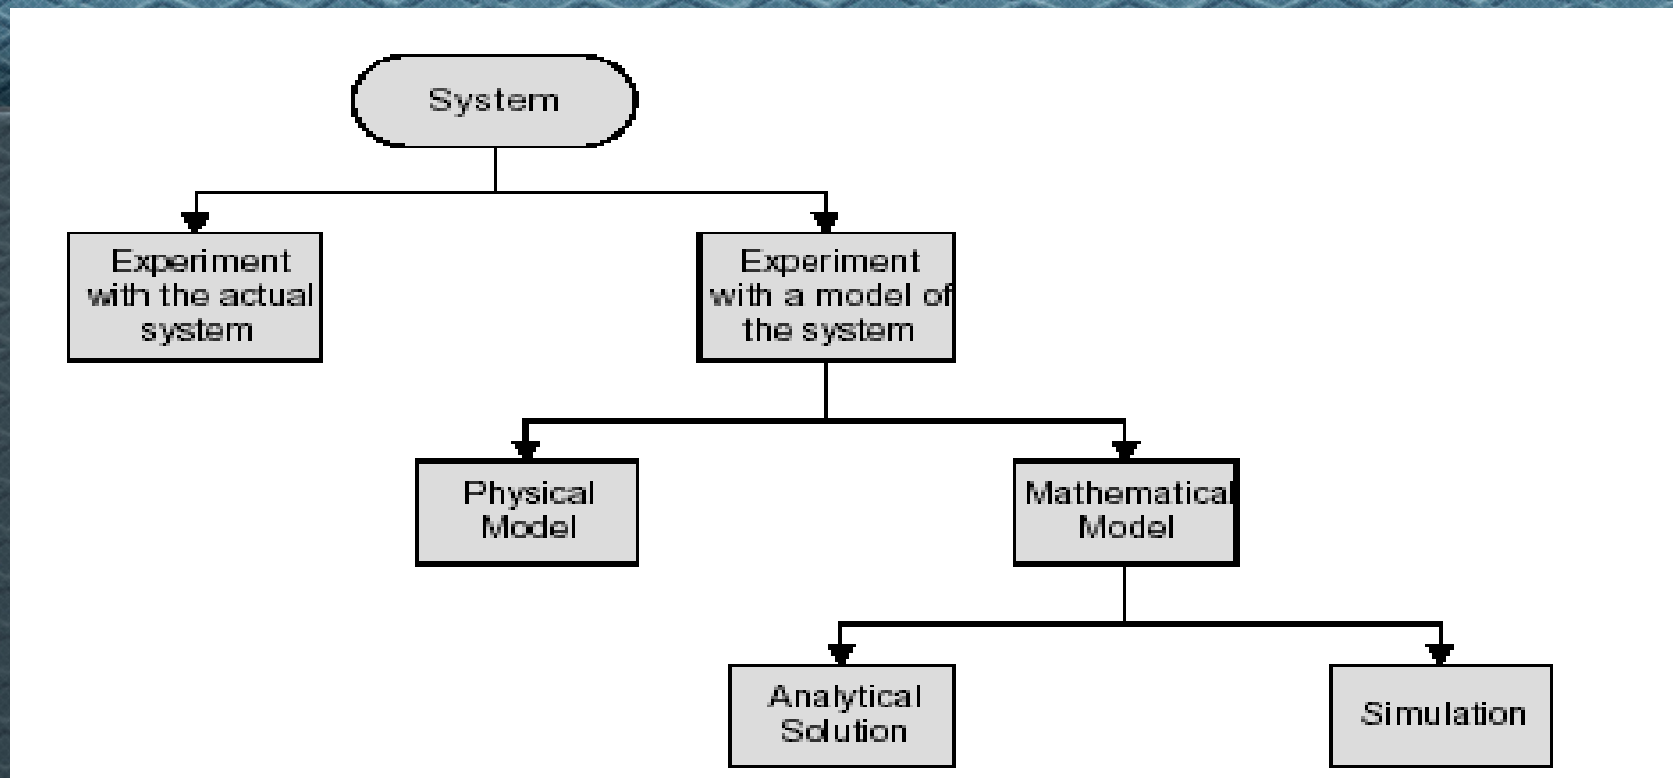 System
Experiment
with the actual
system
Experiment
with a model of
the system
Physical
Model
Mathematical
Model
Analytical
Solution
Simulation